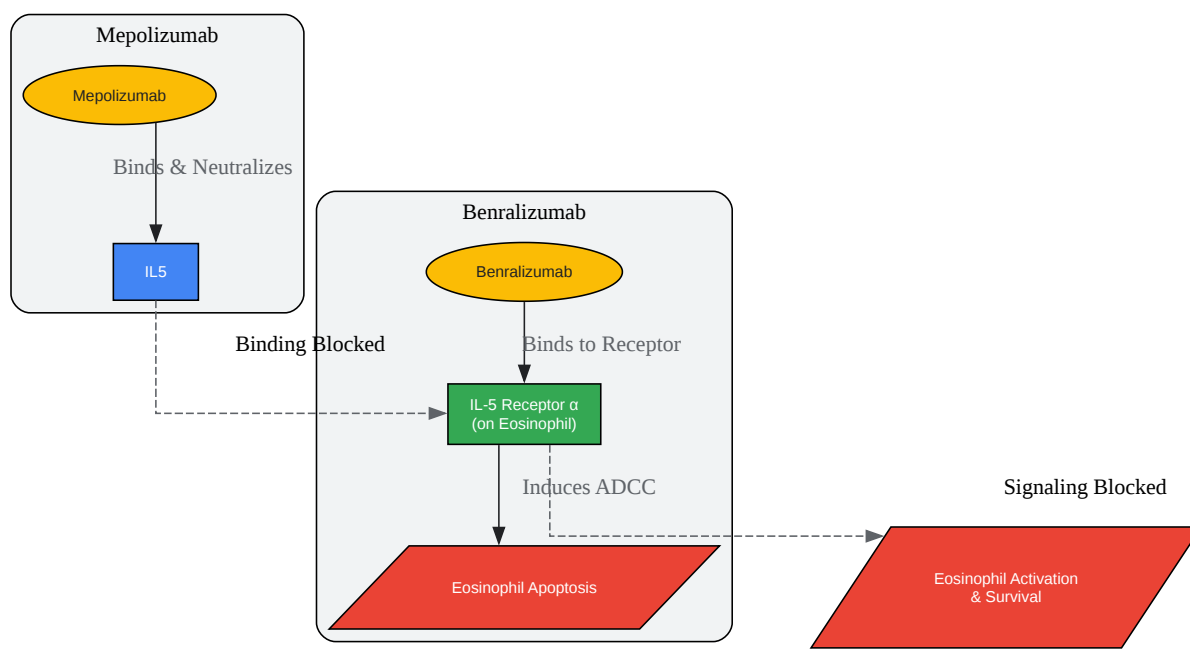 Mepolizumab
Mepolizumab
Binds & Neutralizes
IL5
Benralizumab
Benralizumab
Binding Blocked
Binds to Receptor
IL-5 Receptor α
(on Eosinophil)
Induces ADCC
Signaling Blocked
Eosinophil Apoptosis
Eosinophil Activation
& Survival